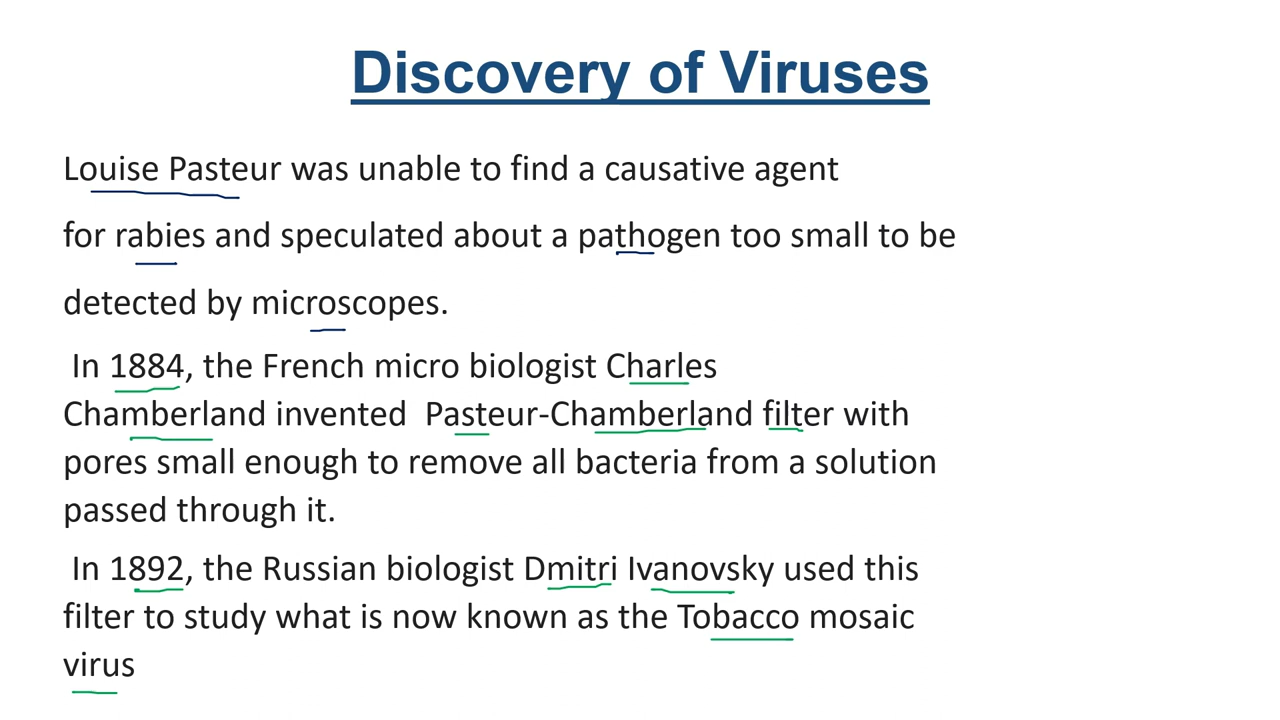 Discovery of Viruses
Louise Pasteur was unable to find a causative agent
for rabies and speculated about a pathogen too small to be
detected by microscopes.
In 1884, the French micro biologist Charles
Chamberland invented Pasteur-Chamberland filter with
pores small enough to remove all bacteria from a solution
passed through it.
In 1892, the Russian biologist Dmitri Ivanovsky used this
filter to study what is now known as the Tobacco mosaic
virus